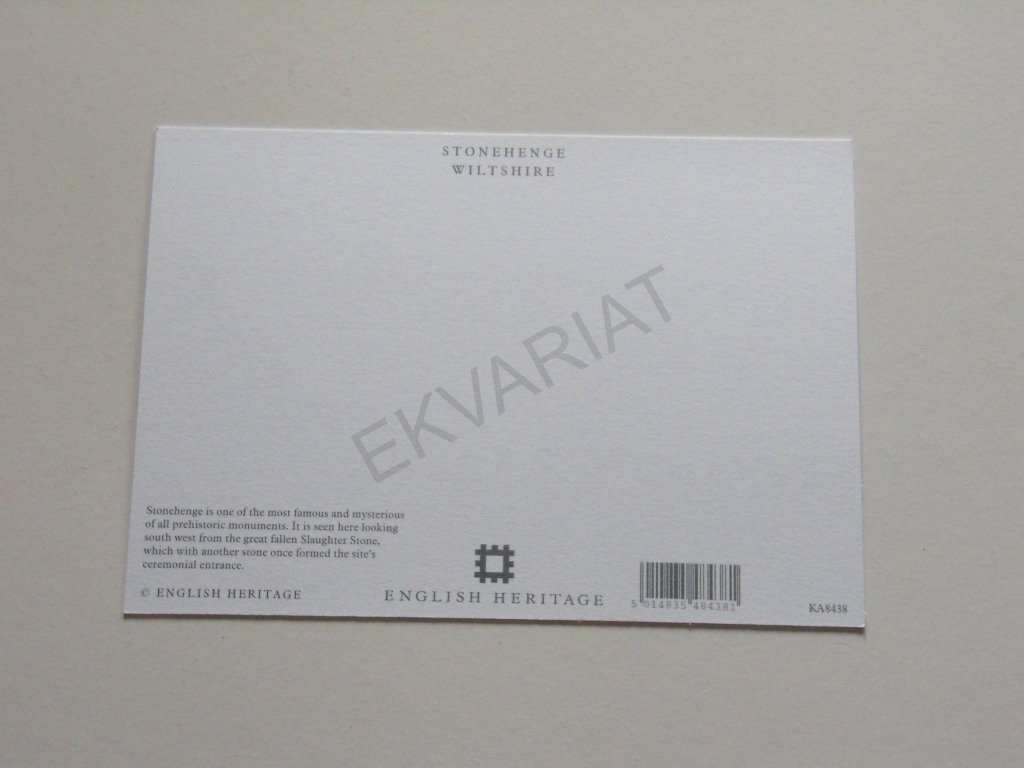 STONEHENGE
WILTSHIRE
EKVARIAT
Stonehenge is one of the most famous and mysterious
of all prehistoric monuments. It is seen here looking
south west from the great fallen Slaughter Stone,
which with another stone once formed the site's
ceremonial entrance.
© ENGLISH HERITAGE
ENGLISH HERITAGE
5 014835 484381
KA8438